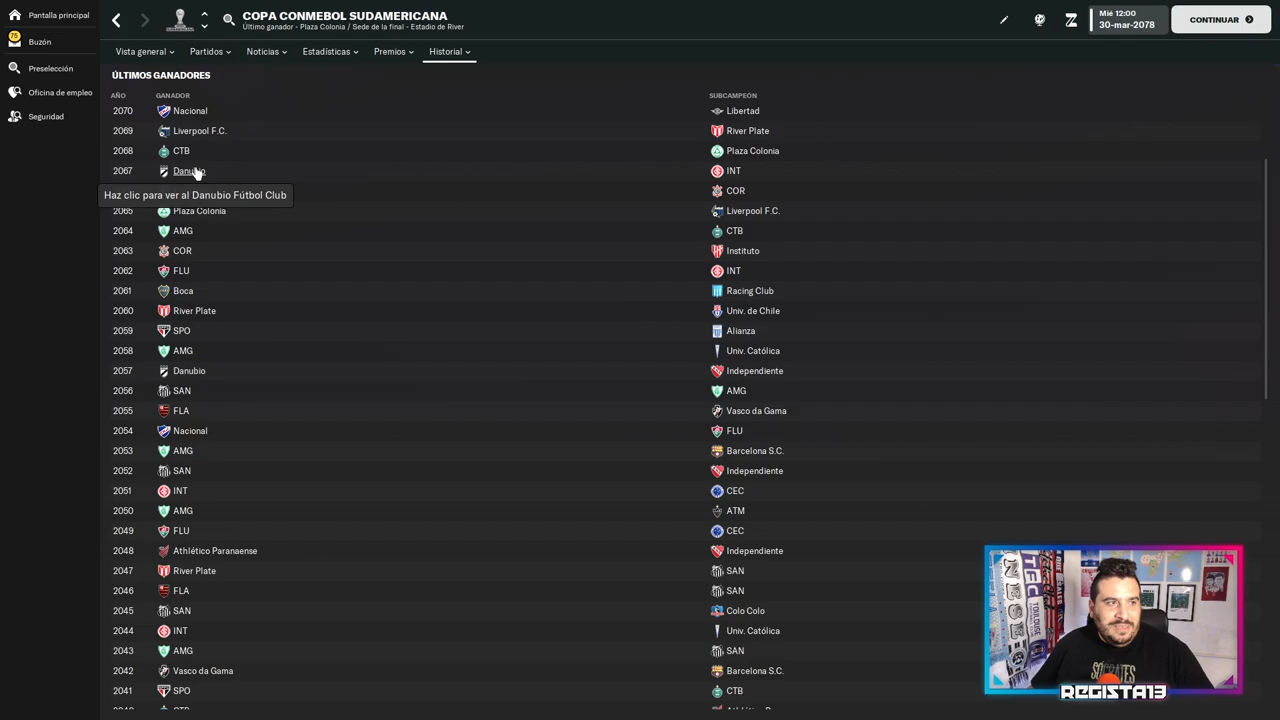 Pantalla principal
75
Buzón
Preselección
Oficina de empleo
Seguridad
COPA CONMEBOL SUDAMERICANA
Último ganador - Plaza Colonia / Sede de la final - Estadio de River
Mié 12:00
30-mar-2078
CONTINUAR
Vista general Partidos Noticias Estadísticas Premios Historial
ÚLTIMOS GANADORES
AÑO GANADOR SUBCAMPEÓN
2070 Nacional Libertad
2069 Liverpool F.C. River Plate
2068 CTB Plaza Colonia
2067 Danubio INT
Haz clic para ver al Danubio Fútbol Club
COR
Plaza Colonia Liverpool F.C.
2064 AMG CTB
2063 COR Instituto
2062 FLU INT
2061 Boca Racing Club
2060 River Plate Univ. de Chile
2059 SPO Alianza
2058 AMG Univ. Católica
2057 Danubio Independiente
2056 SAN AMG
2055 FLA Vasco da Gama
2054 Nacional FLU
2053 AMG Barcelona S.C.
2052 SAN Independiente
2051 INT CEC
2050 AMG ATM
2049 FLU CEC
2048 Athlético Paranaense Independiente
2047 River Plate SAN
2046 FLA SAN
2045 SAN Colo Colo
2044 INT Univ. Católica
2043 AMG SAN
2042 Vasco da Gama Barcelona S.C.
2041 SPO CTB
SÓCRATES
REGISTA13